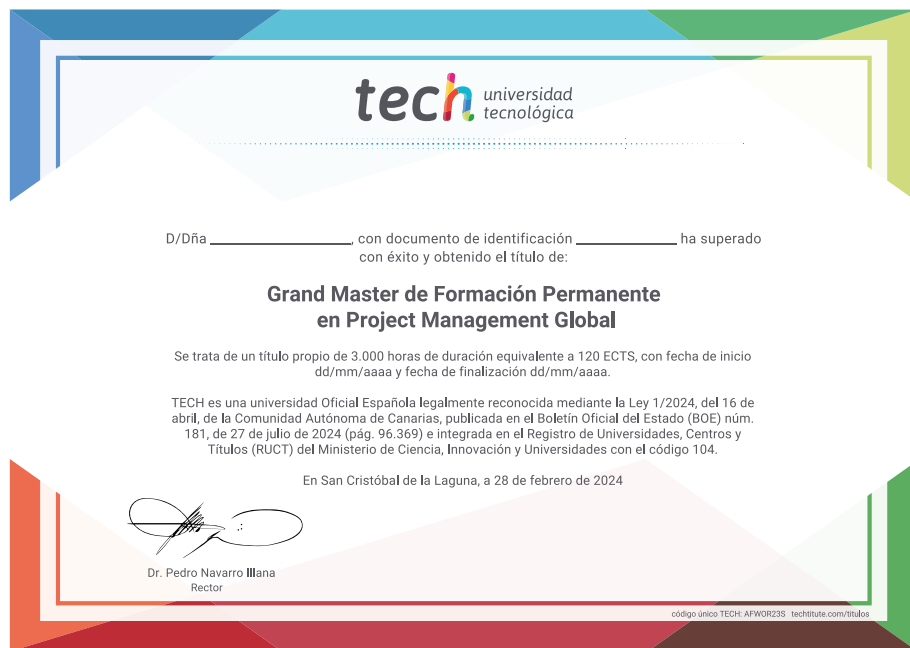 tech universidad
tecnológica
D/Dña ________________, con documento de identificación ____________ ha superado
con éxito y obtenido el título de:
Grand Master de Formación Permanente
en Project Management Global
Se trata de un título propio de 3.000 horas de duración equivalente a 120 ECTS, con fecha de inicio
dd/mm/aaaa y fecha de finalización dd/mm/aaaa.
TECH es una universidad Oficial Española legalmente reconocida mediante la Ley 1/2024, del 16 de
abril, de la Comunidad Autónoma de Canarias, publicada en el Boletín Oficial del Estado (BOE) núm.
181, de 27 de julio de 2024 (pág. 96.369) e integrada en el Registro de Universidades, Centros y
Títulos (RUCT) del Ministerio de Ciencia, Innovación y Universidades con el código 104.
En San Cristóbal de la Laguna, a 28 de febrero de 2024
Dr. Pedro Navarro Illana
Rector
código único TECH: AFWOR23S techtitute.com/titulos